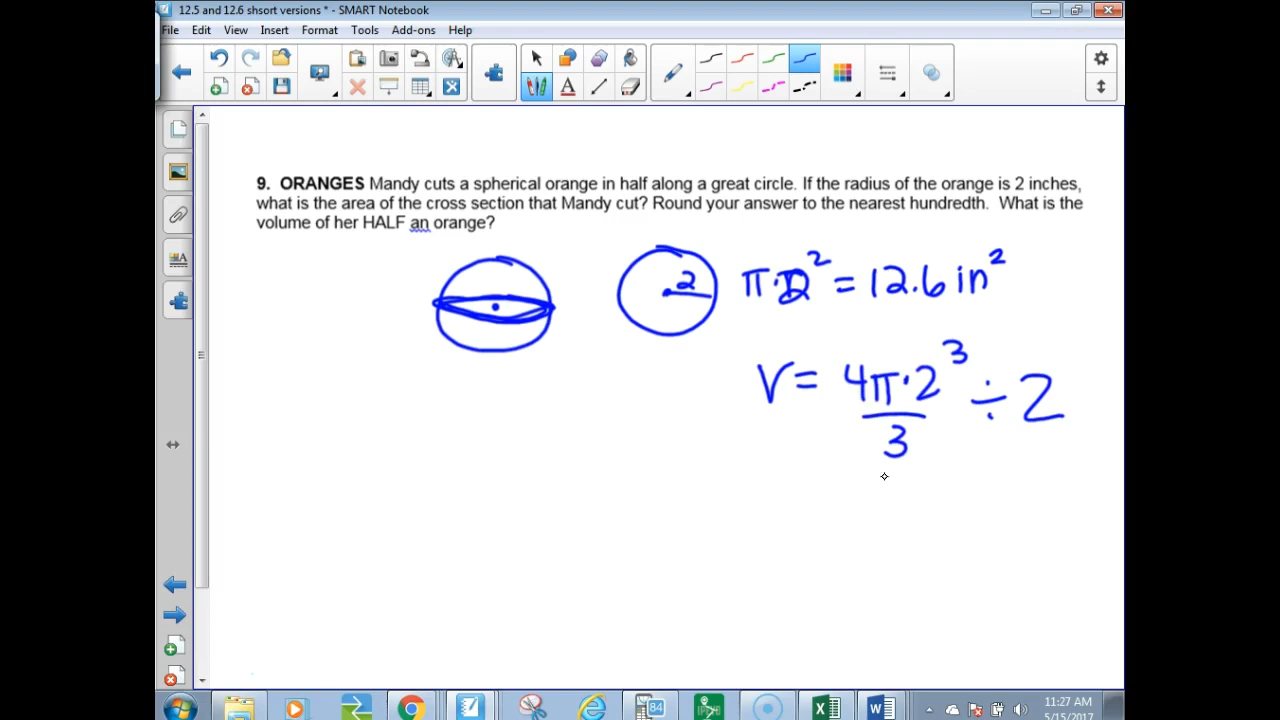 12.5 and 12.6 shsort versions * - SMART Notebook
File Edit View Insert Format Tools Add-ons Help
9. ORANGES Mandy cuts a spherical orange in half along a great circle. If the radius of the orange is 2 inches,
what is the area of the cross section that Mandy cut? Round your answer to the nearest hundredth. What is the
volume of her HALF an orange?
2
π·2² = 12.6 in²
V = 4π·2³ ÷ 2
3
84
11:27 AM
5/15/2017